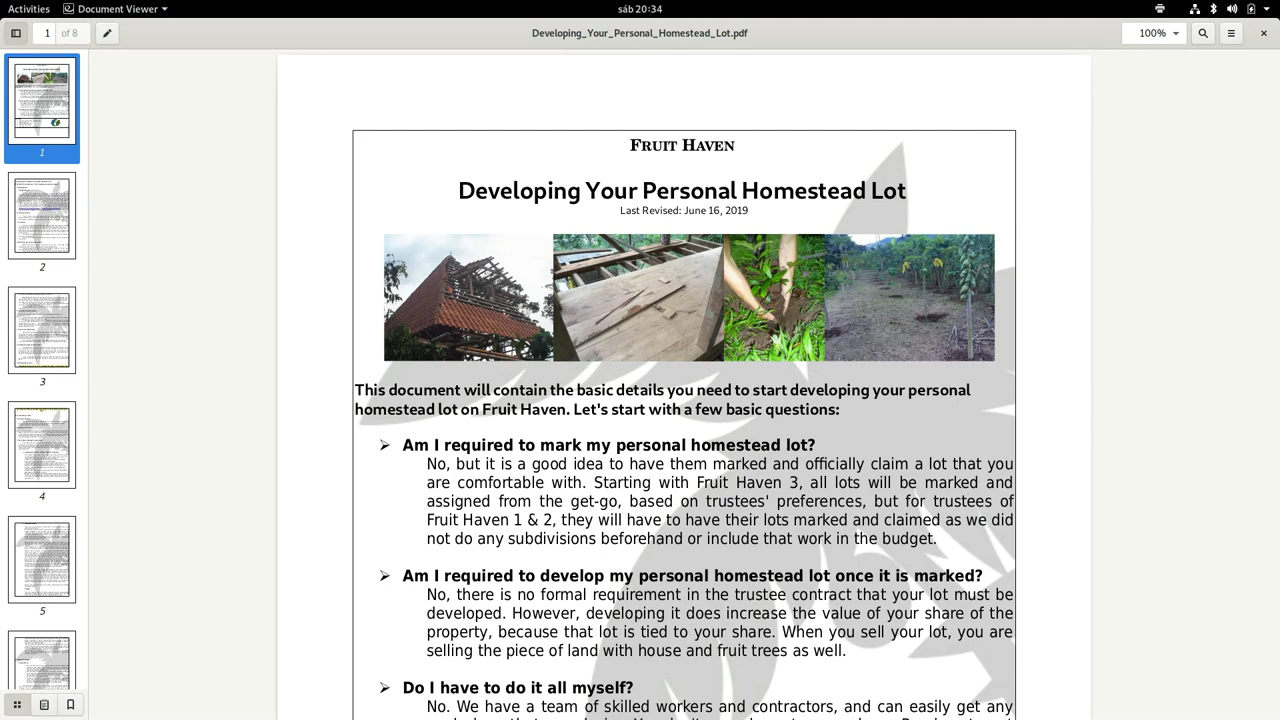 Activities Document Viewer sáb 20:34
1 of 8 Developing_Your_Personal_Homestead_Lot.pdf 100%
1
2
3
4
5
FRUIT HAVEN
Developing Your Personal Homestead Lot
Last Revised: June 16, 2019
This document will contain the basic details you need to start developing your personal
homestead lot on Fruit Haven. Let's start with a few basic questions:
Am I required to mark my personal homestead lot?
No, but it is a good idea to have them marked and officially claim a lot that you
are comfortable with. Starting with Fruit Haven 3, all lots will be marked and
assigned from the get-go, based on trustees' preferences, but for trustees of
Fruit Haven 1 & 2, they will have to have their lots marked and claimed as we did
not do any subdivisions beforehand or include that work in the budget.
Am I required to develop my personal homestead lot once it is marked?
No, there is no formal requirement in the trustee contract that your lot must be
developed. However, developing it does increase the value of your share of the
property, because that lot is tied to your share. When you sell your lot, you are
selling the piece of land with house and fruit trees as well.
Do I have to do it all myself?
No. We have a team of skilled workers and contractors, and can easily get any